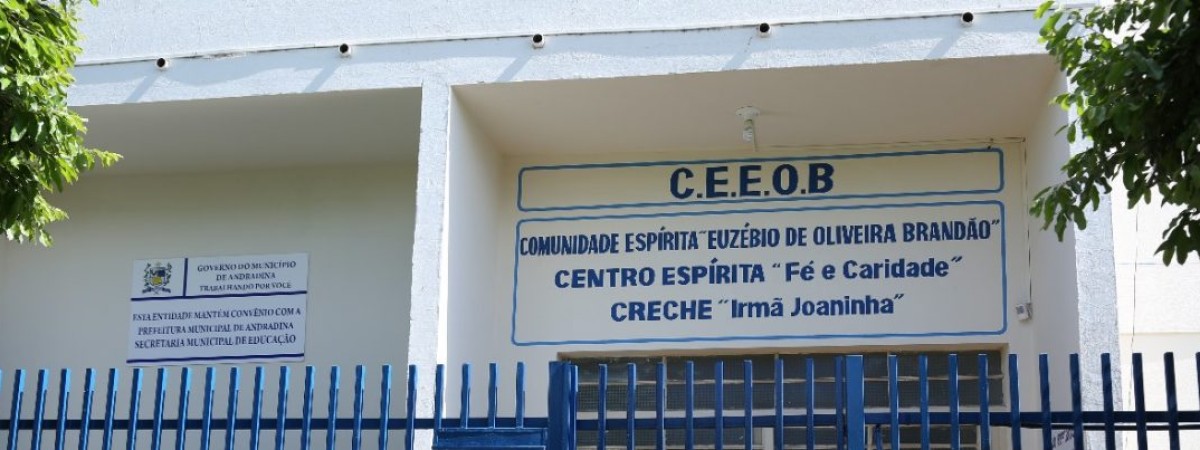 C.E.E.O.B
COMUNIDADE ESPÍRITA "EUZÉBIO DE OLIVEIRA BRANDÃO"
CENTRO ESPÍRITA "Fé e Caridade"
CRECHE "Irmã Joaninha"
GOVERNO DO MUNICÍPIO
DE ANDRADINA
TRABALHANDO POR VOCÊ
ESTA ENTIDADE MANTÉM CONVÊNIO COM A
PREFEITURA MUNICIPAL DE ANDRADINA
SECRETARIA MUNICIPAL DE EDUCAÇÃO